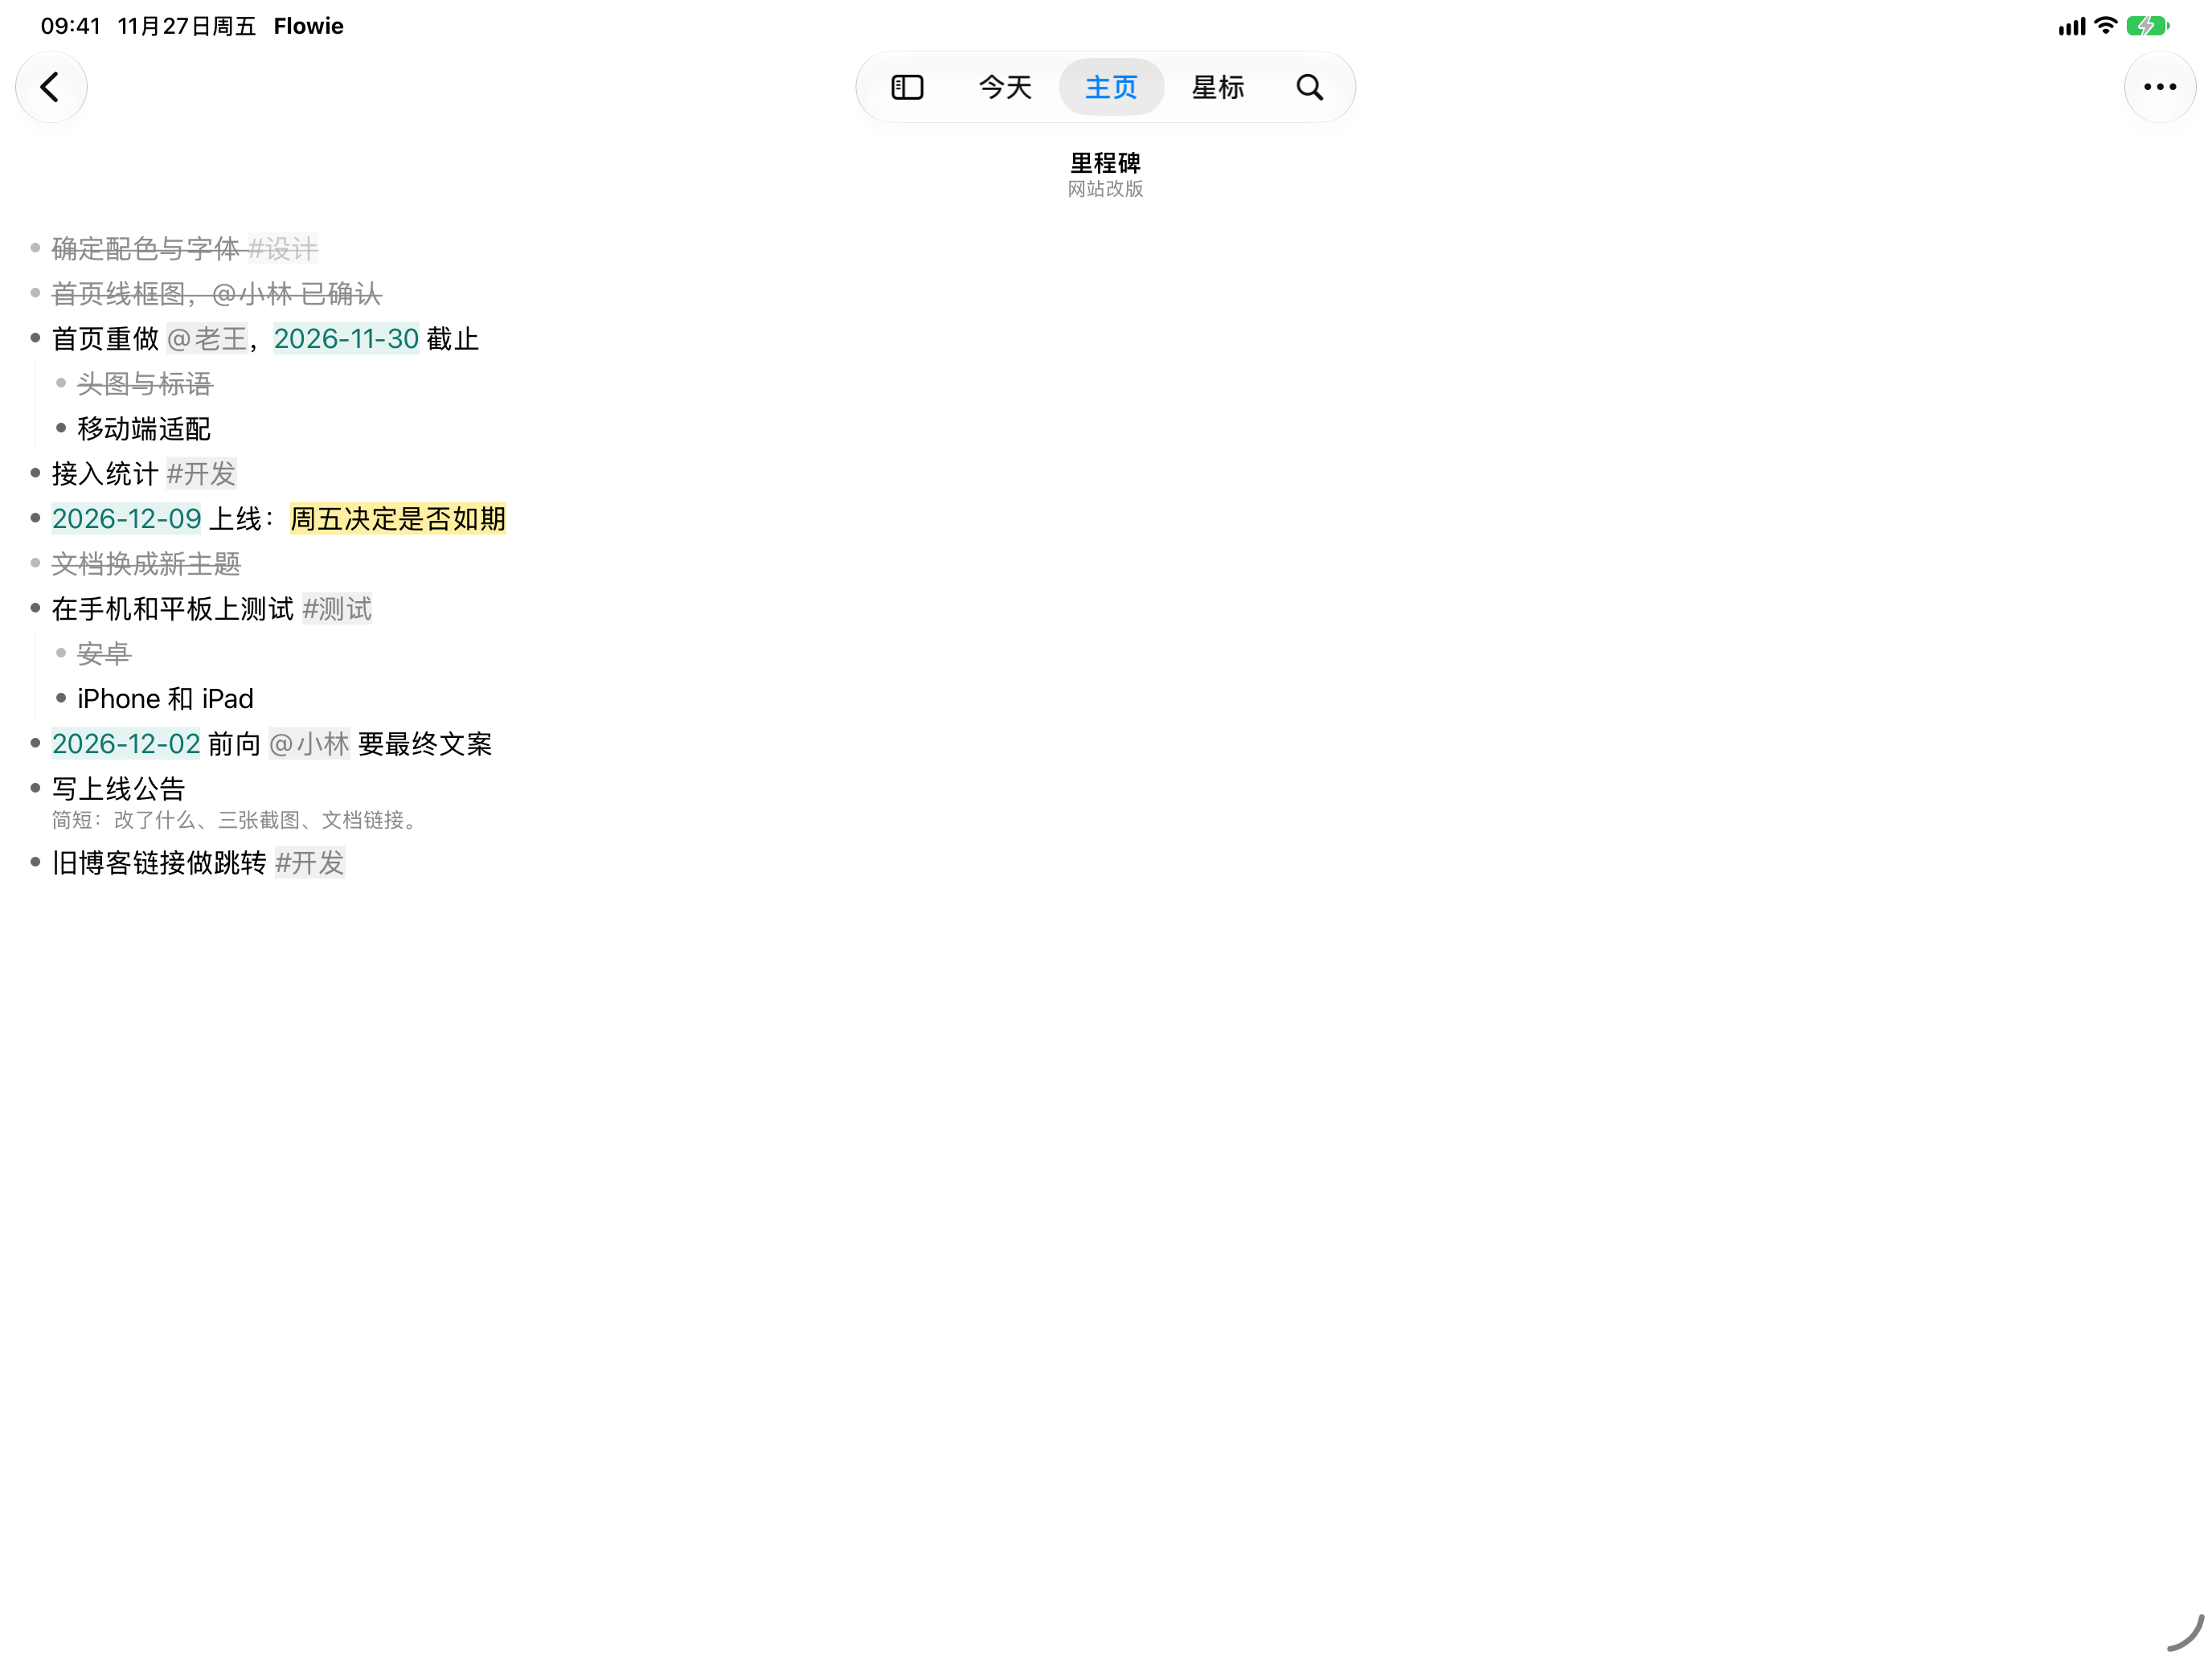 09:41 11月27日周五 Flowie
今天 主页 星标
里程碑
网站改版
确定配色与字体 #设计
首页线框图，@小林 已确认
首页重做 @老王，2026-11-30 截止
头图与标语
移动端适配
接入统计 #开发
2026-12-09 上线：周五决定是否如期
文档换成新主题
在手机和平板上测试 #测试
安卓
iPhone 和 iPad
2026-12-02 前向 @小林 要最终文案
写上线公告
简短：改了什么、三张截图、文档链接。
旧博客链接做跳转 #开发